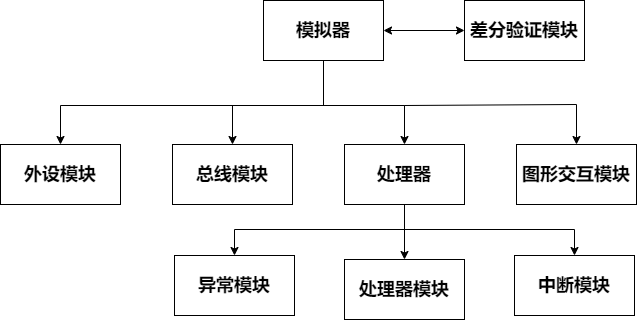 模拟器
差分验证模块
外设模块
总线模块
处理器
图形交互模块
异常模块
处理器模块
中断模块